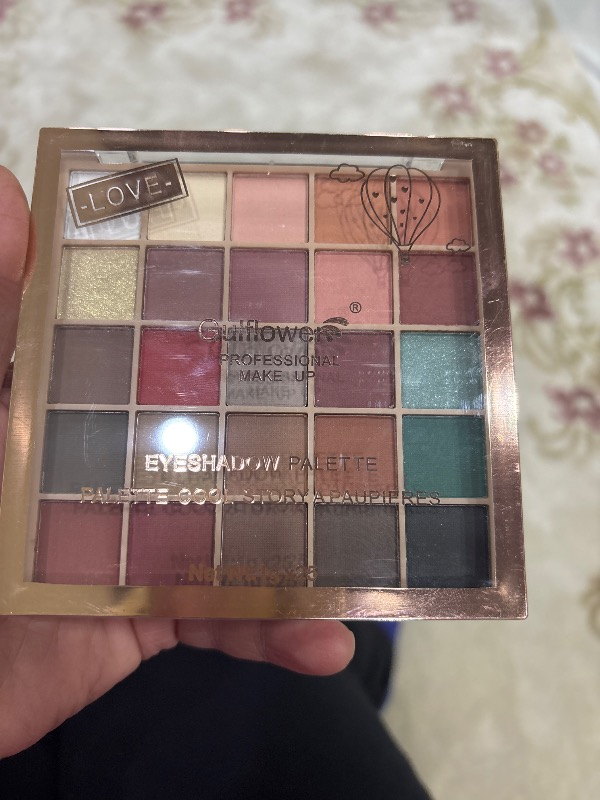 -LOVE-
Guiflower®
PROFESSIONAL
MAKE UP
EYESHADOW PALETTE
PALETTE COOL STORY A PAUPIERES